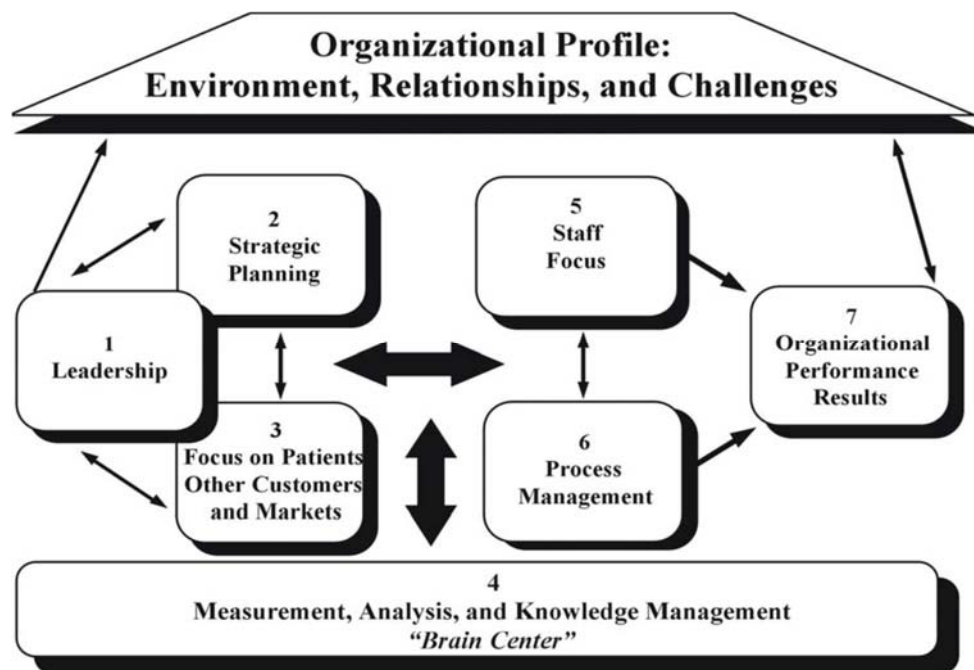 Organizational Profile:
Environment, Relationships, and Challenges
2
Strategic
Planning
5
Staff
Focus
1
Leadership
7
Organizational
Performance
Results
3
Focus on Patients
Other Customers
and Markets
6
Process
Management
4
Measurement, Analysis, and Knowledge Management
“Brain Center”